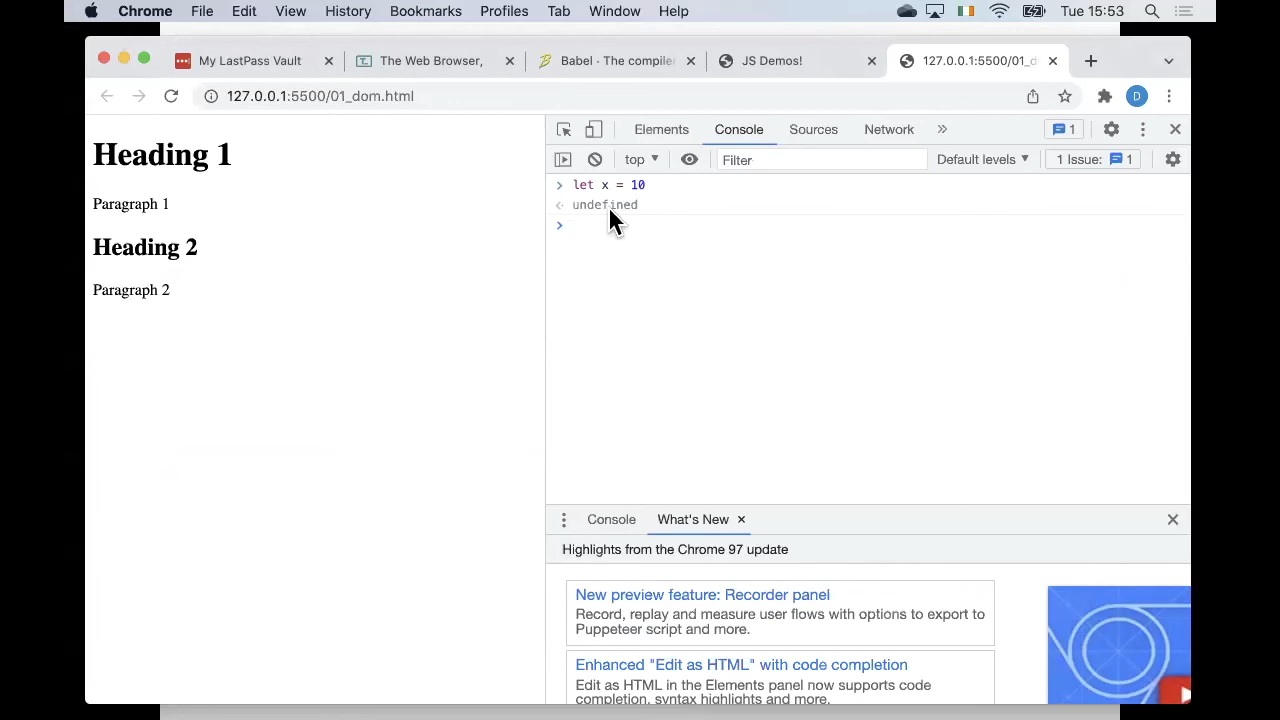 Chrome File Edit View History Bookmarks Profiles Tab Window Help Tue 15:53
My LastPass Vault The Web Browser, Babel · The compiler JS Demos! 127.0.0.1:5500/01_d
127.0.0.1:5500/01_dom.html D
Heading 1
Paragraph 1
Heading 2
Paragraph 2
Elements Console Sources Network 1
top Filter Default levels 1 Issue: 1
let x = 10
undefined
Console What's New
Highlights from the Chrome 97 update
New preview feature: Recorder panel
Record, replay and measure user flows with options to export to
Puppeteer script and more.
Enhanced "Edit as HTML" with code completion
Edit as HTML in the Elements panel now supports code
completion, syntax highlights and more.